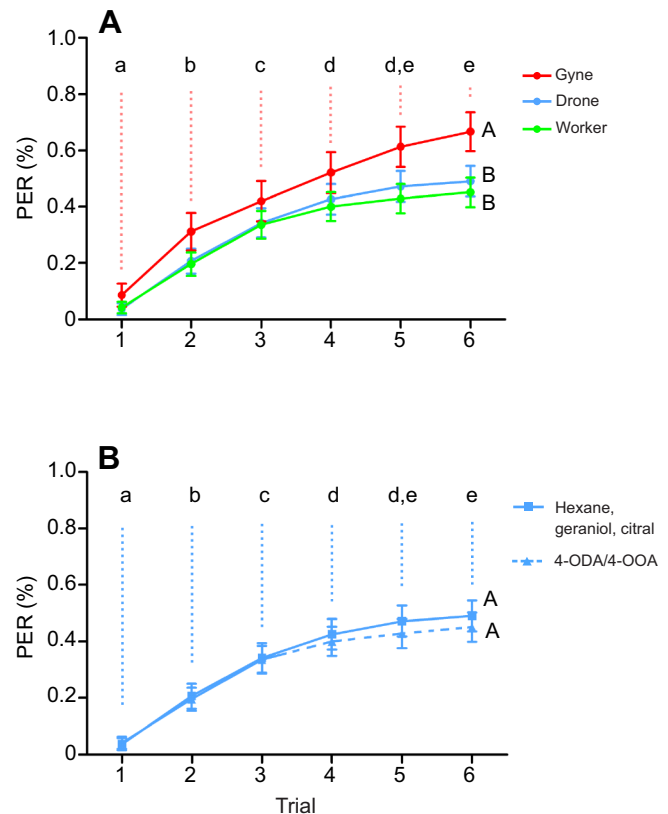 A
1.0
a b c d d,e e
Gyne
0.8
Drone
Worker
0.6
A
PER (%)
B
0.4
B
0.2
0
1 2 3 4 5 6
B
1.0
a b c d d,e e
Hexane,
geraniol, citral
0.8
4-ODA/4-OOA
0.6
PER (%)
A
A
0.4
0.2
0
1 2 3 4 5 6
Trial